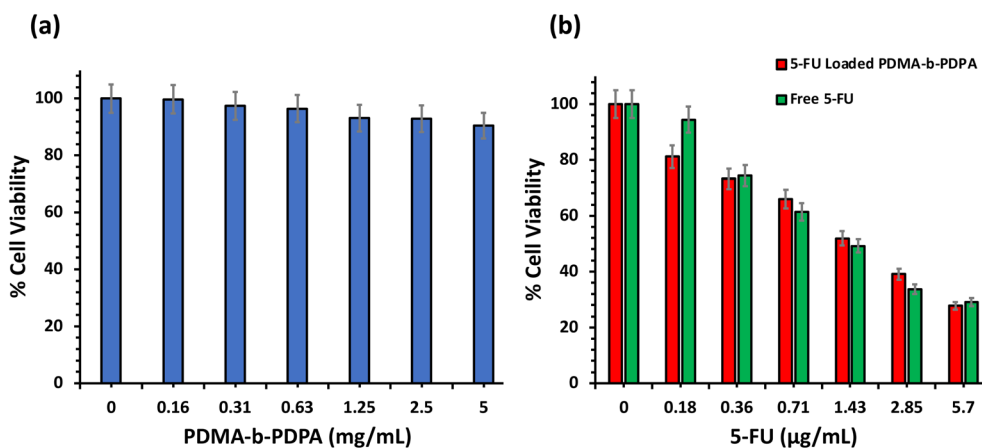 (a)
% Cell Viability
100
80
60
40
20
0
0 0.16 0.31 0.63 1.25 2.5 5
PDMA-b-PDPA (mg/mL)
(b)
5-FU Loaded PDMA-b-PDPA
Free 5-FU
% Cell Viability
100
80
60
40
20
0
0 0.18 0.36 0.71 1.43 2.85 5.7
5-FU (µg/mL)